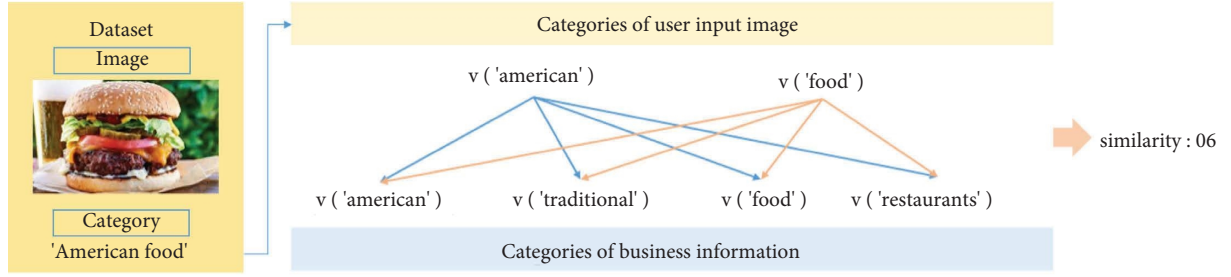 Dataset
Image
Category
'American food'
Categories of user input image
v ( 'american' )
v ( 'food' )
v ( 'american' )
v ( 'traditional' )
v ( 'food' )
v ( 'restaurants' )
Categories of business information
similarity : 06